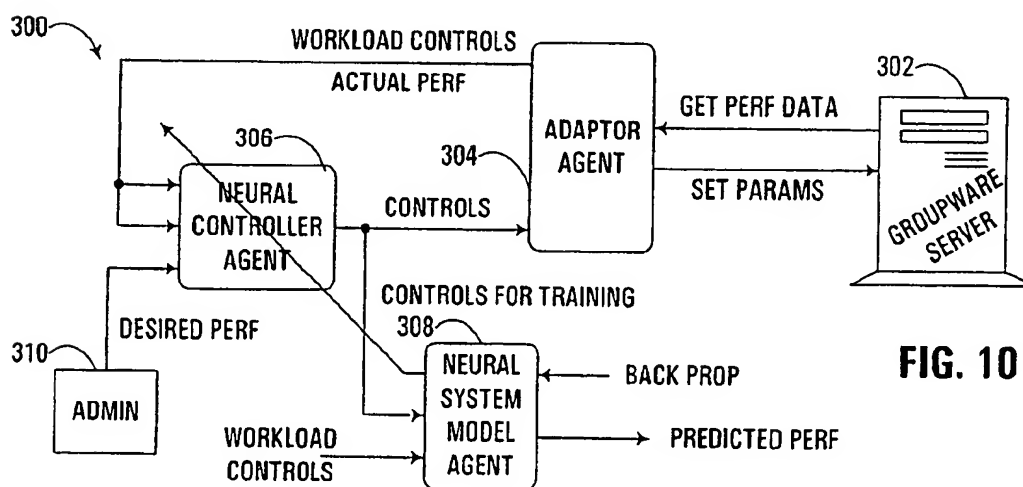 300
WORKLOAD CONTROLS
ACTUAL PERF
302
GET PERF DATA
ADAPTOR
AGENT
304
306
SET PARAMS
NEURAL
CONTROLLER
AGENT
CONTROLS
GROUPWARE
SERVER
CONTROLS FOR TRAINING
DESIRED PERF
308
310
ADMIN
NEURAL
SYSTEM
MODEL
AGENT
BACK PROP
FIG. 10
PREDICTED PERF
WORKLOAD
CONTROLS